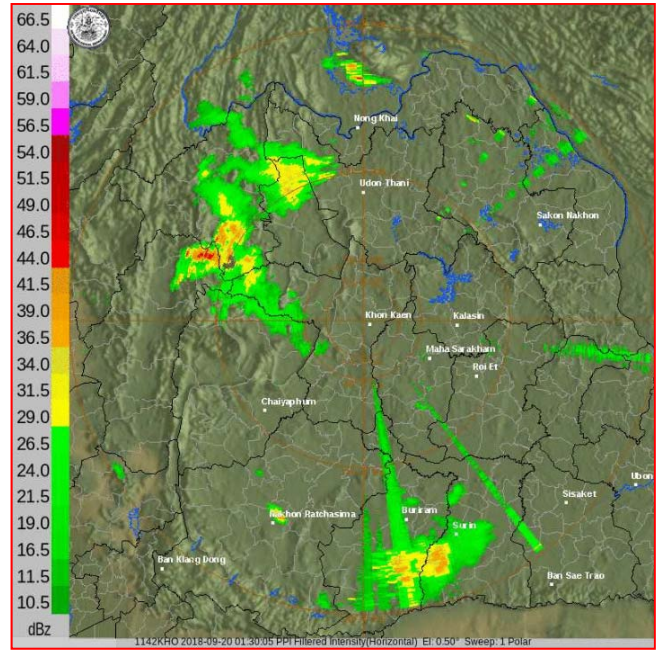 66.5
64.0
61.5
59.0
56.5
54.0
51.5
49.0
46.5
44.0
41.5
39.0
36.5
34.0
31.5
29.0
26.5
24.0
21.5
19.0
16.5
11.5
10.5
dBz
Nong Khai
Udon Thani
Sakon Nakhon
Khon Kaen
Kalasin
Maha Sarakham
Roi Et
Chaiyaphum
Ubon
Sisaket
Nakhon Ratchasima
Buriram
Surin
Ban Klang Dong
Ban Sae Trao
1142KHO 2018-09-20 01:30:05 PPI Filtered Intensity(Horizontal) El: 0.50° Sweep: 1 Polar